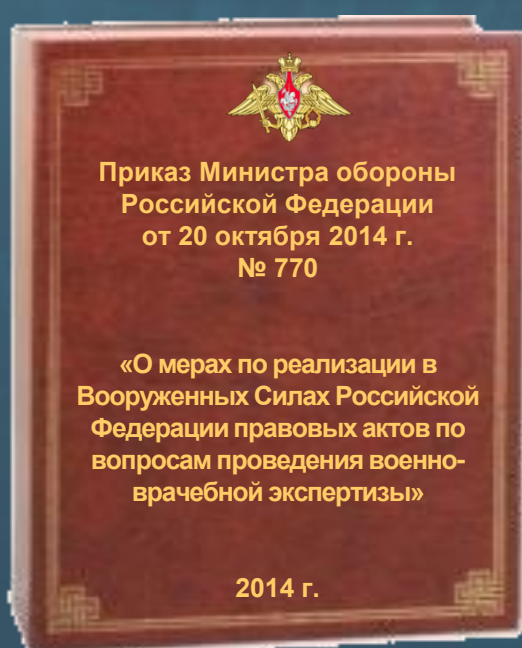 Приказ Министра обороны
Российской Федерации
от 20 октября 2014 г.
№ 770
«О мерах по реализации в
Вооруженных Силах Российской
Федерации правовых актов по
вопросам проведения военно-
врачебной экспертизы»
2014 г.